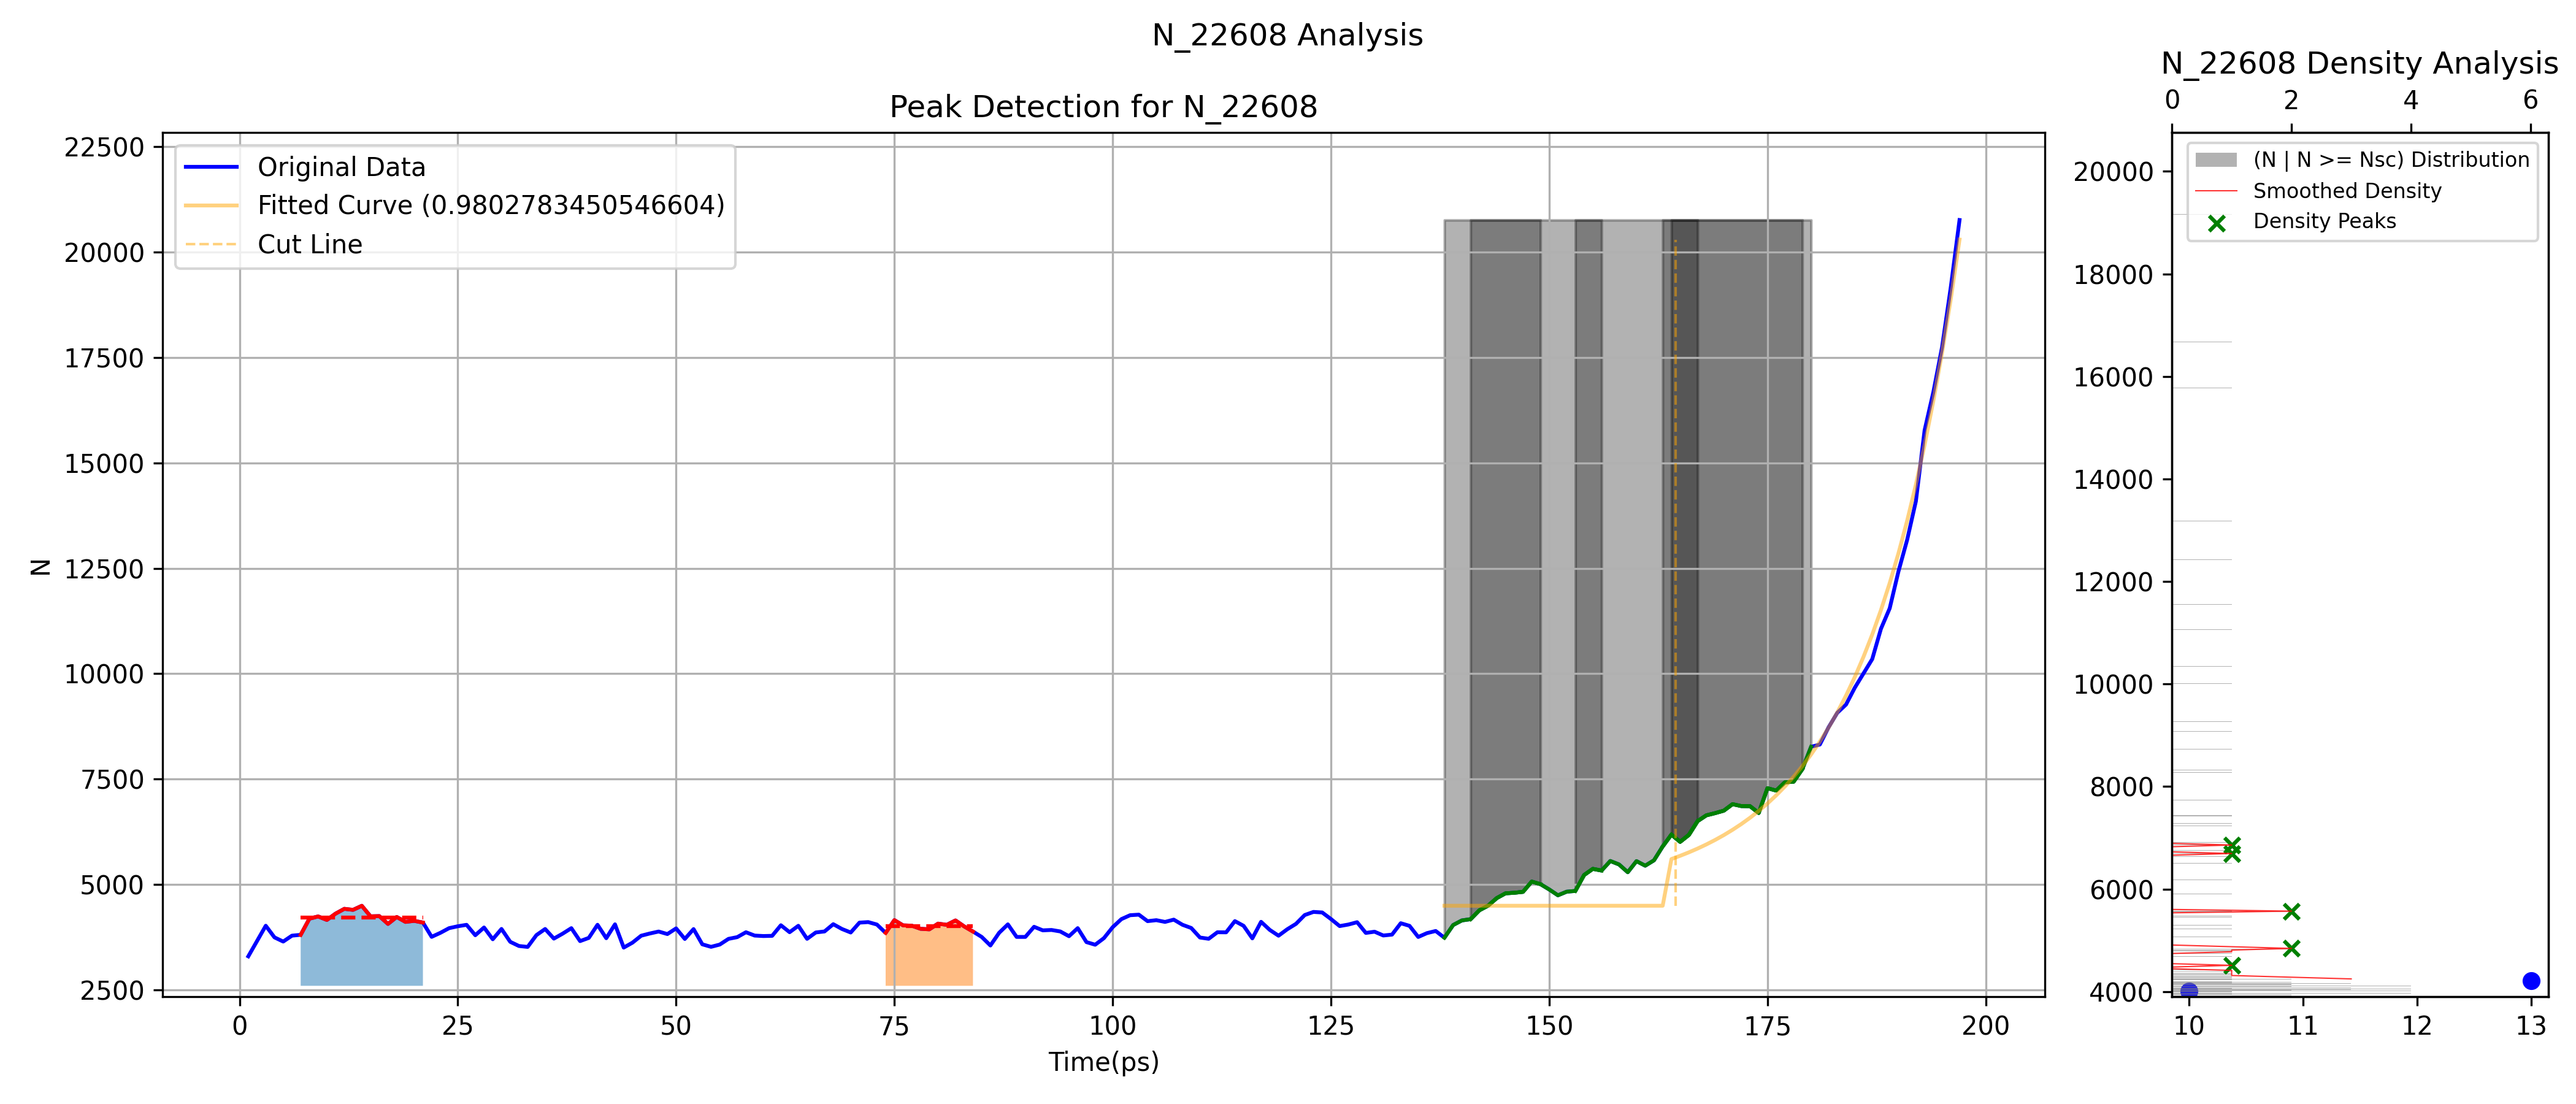 N_22608 Analysis
Peak Detection for N_22608
22500
20000
17500
15000
12500
10000
7500
5000
2500
N
Original Data
Fitted Curve (0.9802783450546604)
Cut Line
0 25 50 75 100 125 150 175 200
Time(ps)
N_22608 Density Analysis
0 2 4 6
20000
18000
16000
14000
12000
10000
8000
6000
4000
(N | N >= Nsc) Distribution
Smoothed Density
Density Peaks
10 11 12 13